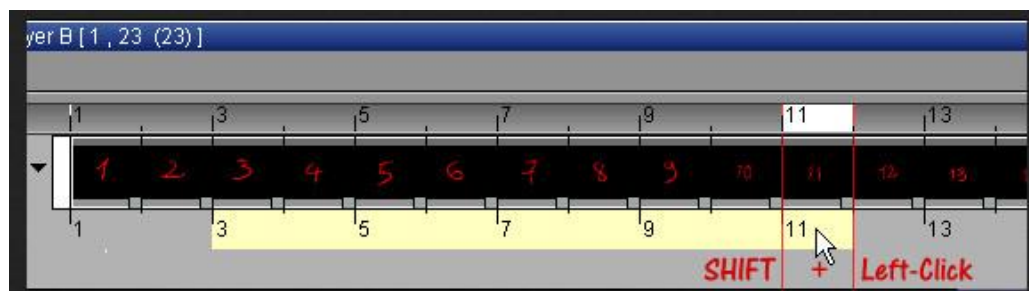 yer B [ 1 , 23 (23) ]
1 3 5 7 9 11 13
1 2 3 4 5 6 7 8 9 10 11 12 13
1 3 5 7 9 11 13
SHIFT + Left-Click